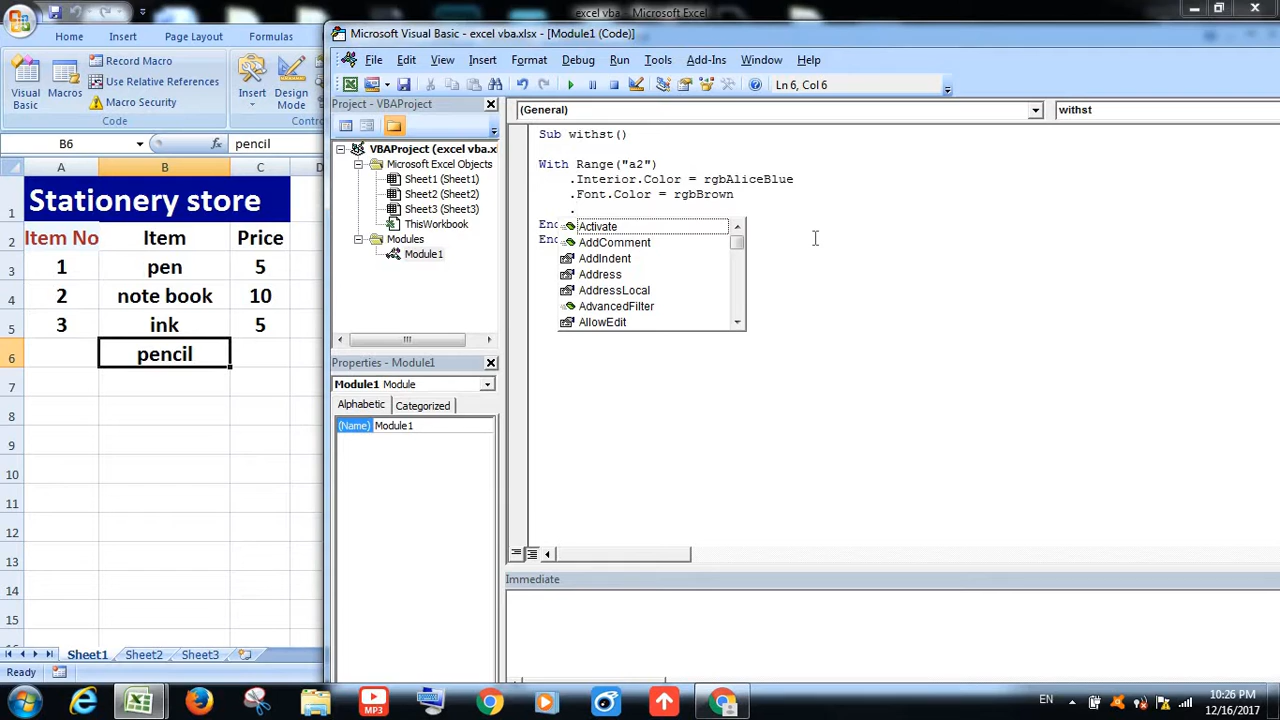 excel vba - Microsoft Excel
Home Insert Page Layout Formulas
Visual Basic
Macros
Record Macro
Use Relative References
Macro Security
Insert
Design Mode
Code
B6 fx pencil
A B C
1 Stationery store
2 Item No Item Price
3 1 pen 5
4 2 note book 10
5 3 ink 5
6 pencil
7
8
9
10
11
12
13
14
15
Sheet1 Sheet2 Sheet3
Ready
Microsoft Visual Basic - excel vba.xlsx - [Module1 (Code)]
File Edit View Insert Format Debug Run Tools Add-Ins Window Help
Ln 6, Col 6
Project - VBAProject
VBAProject (excel vba.xl
Microsoft Excel Objects
Sheet1 (Sheet1)
Sheet2 (Sheet2)
Sheet3 (Sheet3)
ThisWorkbook
Modules
Module1
Properties - Module1
Module1 Module
Alphabetic Categorized
(Name) Module1
(General) withst
Sub withst()
With Range("a2")
.Interior.Color = rgbAliceBlue
.Font.Color = rgbBrown
.
Activate
AddComment
AddIndent
Address
AddressLocal
AdvancedFilter
AllowEdit
Immediate
MP3
EN
10:26 PM
12/16/2017